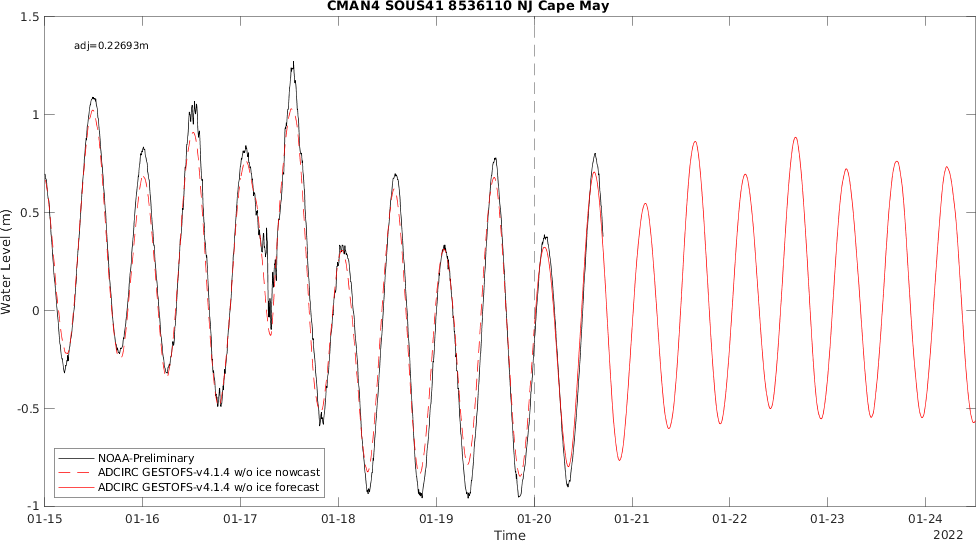 CMAN4 SOUS41 8536110 NJ Cape May
adj=0.22693m
1.5
1
0.5
0
-0.5
-1
Water Level (m)
NOAA-Preliminary
ADCIRC GESTOFS-v4.1.4 w/o ice nowcast
ADCIRC GESTOFS-v4.1.4 w/o ice forecast
01-15 01-16 01-17 01-18 01-19 01-20 01-21 01-22 01-23 01-24
Time
2022